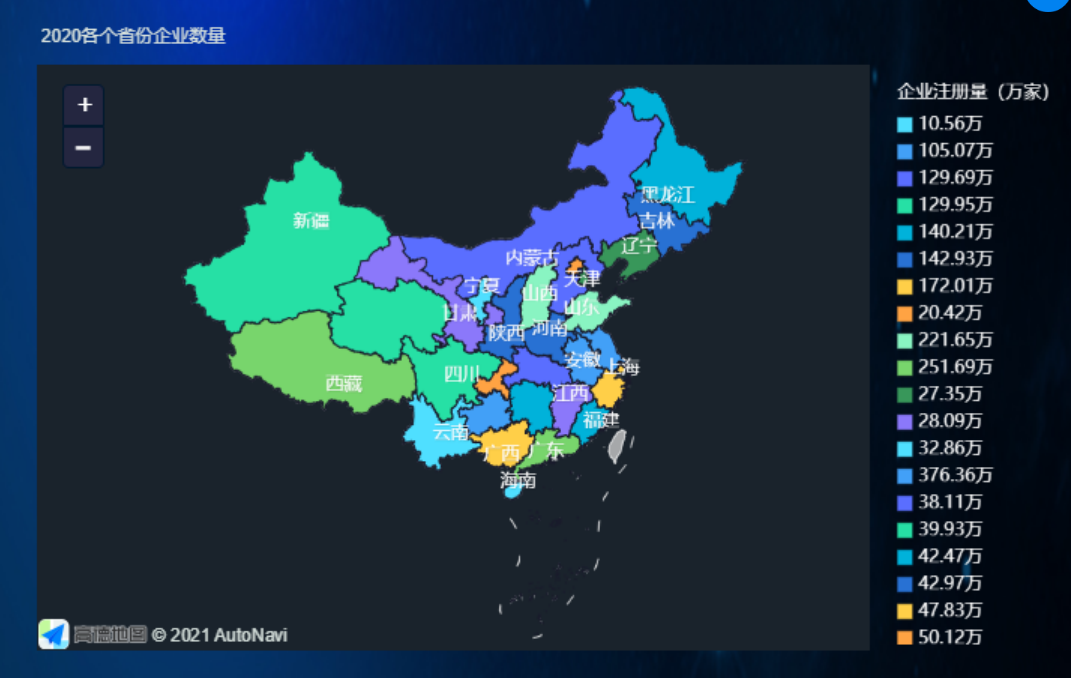 2020各个省份企业数量
+
−
企业注册量（万家）
10.56万
105.07万
129.69万
129.95万
140.21万
142.93万
172.01万
20.42万
221.65万
251.69万
27.35万
28.09万
32.86万
376.36万
38.11万
39.93万
42.47万
42.97万
47.83万
50.12万
黑龙江
吉林
新疆
辽宁
内蒙古
天津
宁夏
山西
山东
甘肃
河南
陕西
安徽
上海
四川
西藏
江西
福建
云南
广西
广东
海南
高德地图 © 2021 AutoNavi